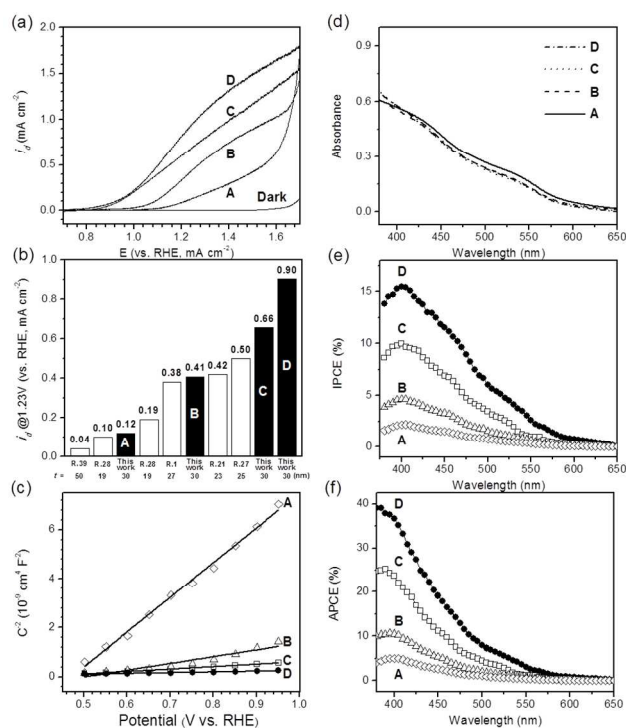 (a)
2.0
1.5
1.0
0.5
0.0
i_d (mA cm⁻²)
D
C
B
A
Dark
0.8 1.0 1.2 1.4 1.6
E (vs. RHE, mA cm⁻²)
(b)
1.0
0.8
0.6
0.4
0.2
0.0
i_d @1.23V (vs. RHE, mA cm⁻²)
0.04 0.10 0.12 0.19 0.38 0.41 0.42 0.50 0.66 0.90
A B C D
R.39 R.28 This work R.28 R.1 This work R.21 R.27 This work This work
t = 50 19 30 19 27 30 23 25 30 30 (nm)
(c)
6
4
2
0
C⁻² (10⁻⁹ cm⁴ F⁻²)
A
B
C
D
0.4 0.5 0.6 0.7 0.8 0.9 1.0
Potential (V vs. RHE)
(d)
0.9
0.6
0.3
0.0
Absorbance
D
C
B
A
400 450 500 550 600 650
Wavelength (nm)
(e)
20
15
10
5
0
IPCE (%)
D
C
B
A
400 450 500 550 600 650
Wavelength (nm)
(f)
40
30
20
10
0
APCE (%)
D
C
B
A
400 450 500 550 600 650
Wavelength (nm)